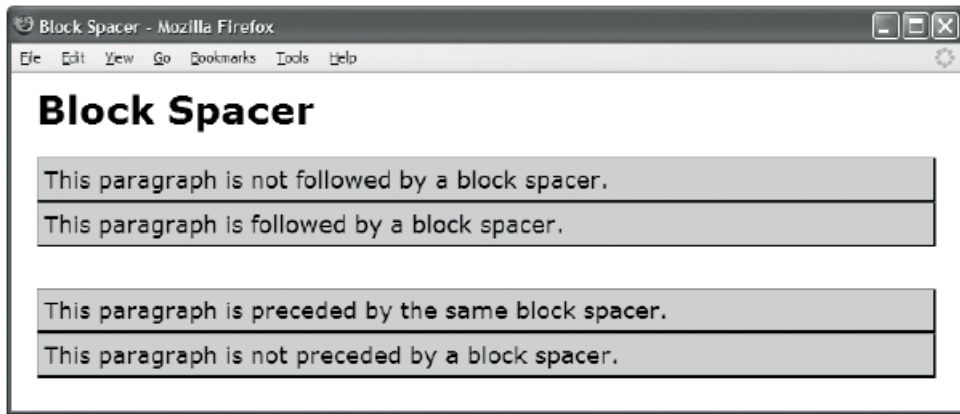 Block Spacer - Mozilla Firefox
File Edit View Go Bookmarks Tools Help
Block Spacer
This paragraph is not followed by a block spacer.
This paragraph is followed by a block spacer.
This paragraph is preceded by the same block spacer.
This paragraph is not preceded by a block spacer.